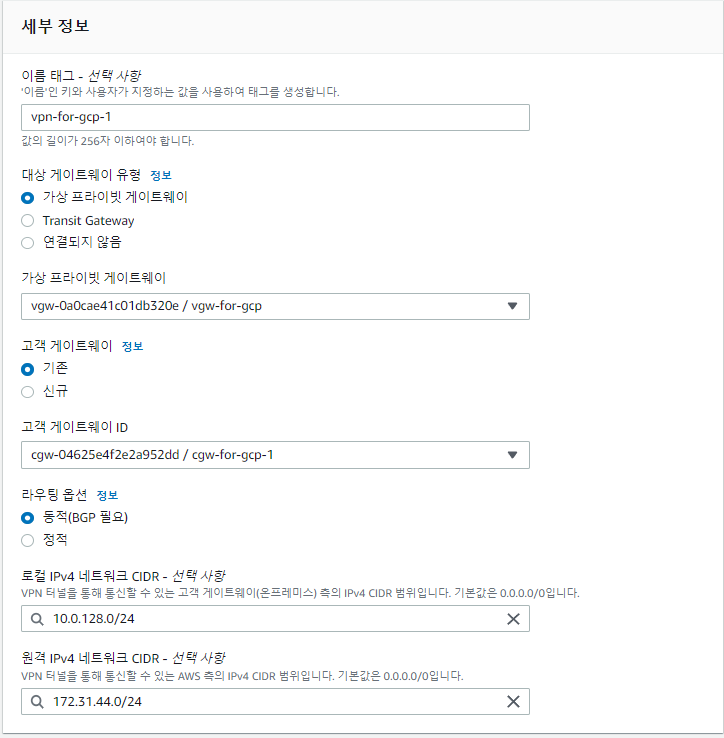 세부 정보
이름 태그 - 선택 사항
'이름'인 키와 사용자가 지정하는 값을 사용하여 태그를 생성합니다.
vpn-for-gcp-1
값의 길이가 256자 이하여야 합니다.
대상 게이트웨이 유형 정보
가상 프라이빗 게이트웨이
Transit Gateway
연결되지 않음
가상 프라이빗 게이트웨이
vgw-0a0cae41c01db320e / vgw-for-gcp
고객 게이트웨이 정보
기존
신규
고객 게이트웨이 ID
cgw-04625e4f2e2a952dd / cgw-for-gcp-1
라우팅 옵션 정보
동적(BGP 필요)
정적
로컬 IPv4 네트워크 CIDR - 선택 사항
VPN 터널을 통해 통신할 수 있는 고객 게이트웨이(온프레미스) 측의 IPv4 CIDR 범위입니다. 기본값은 0.0.0.0/0입니다.
10.0.128.0/24
원격 IPv4 네트워크 CIDR - 선택 사항
VPN 터널을 통해 통신할 수 있는 AWS 측의 IPv4 CIDR 범위입니다. 기본값은 0.0.0.0/0입니다.
172.31.44.0/24